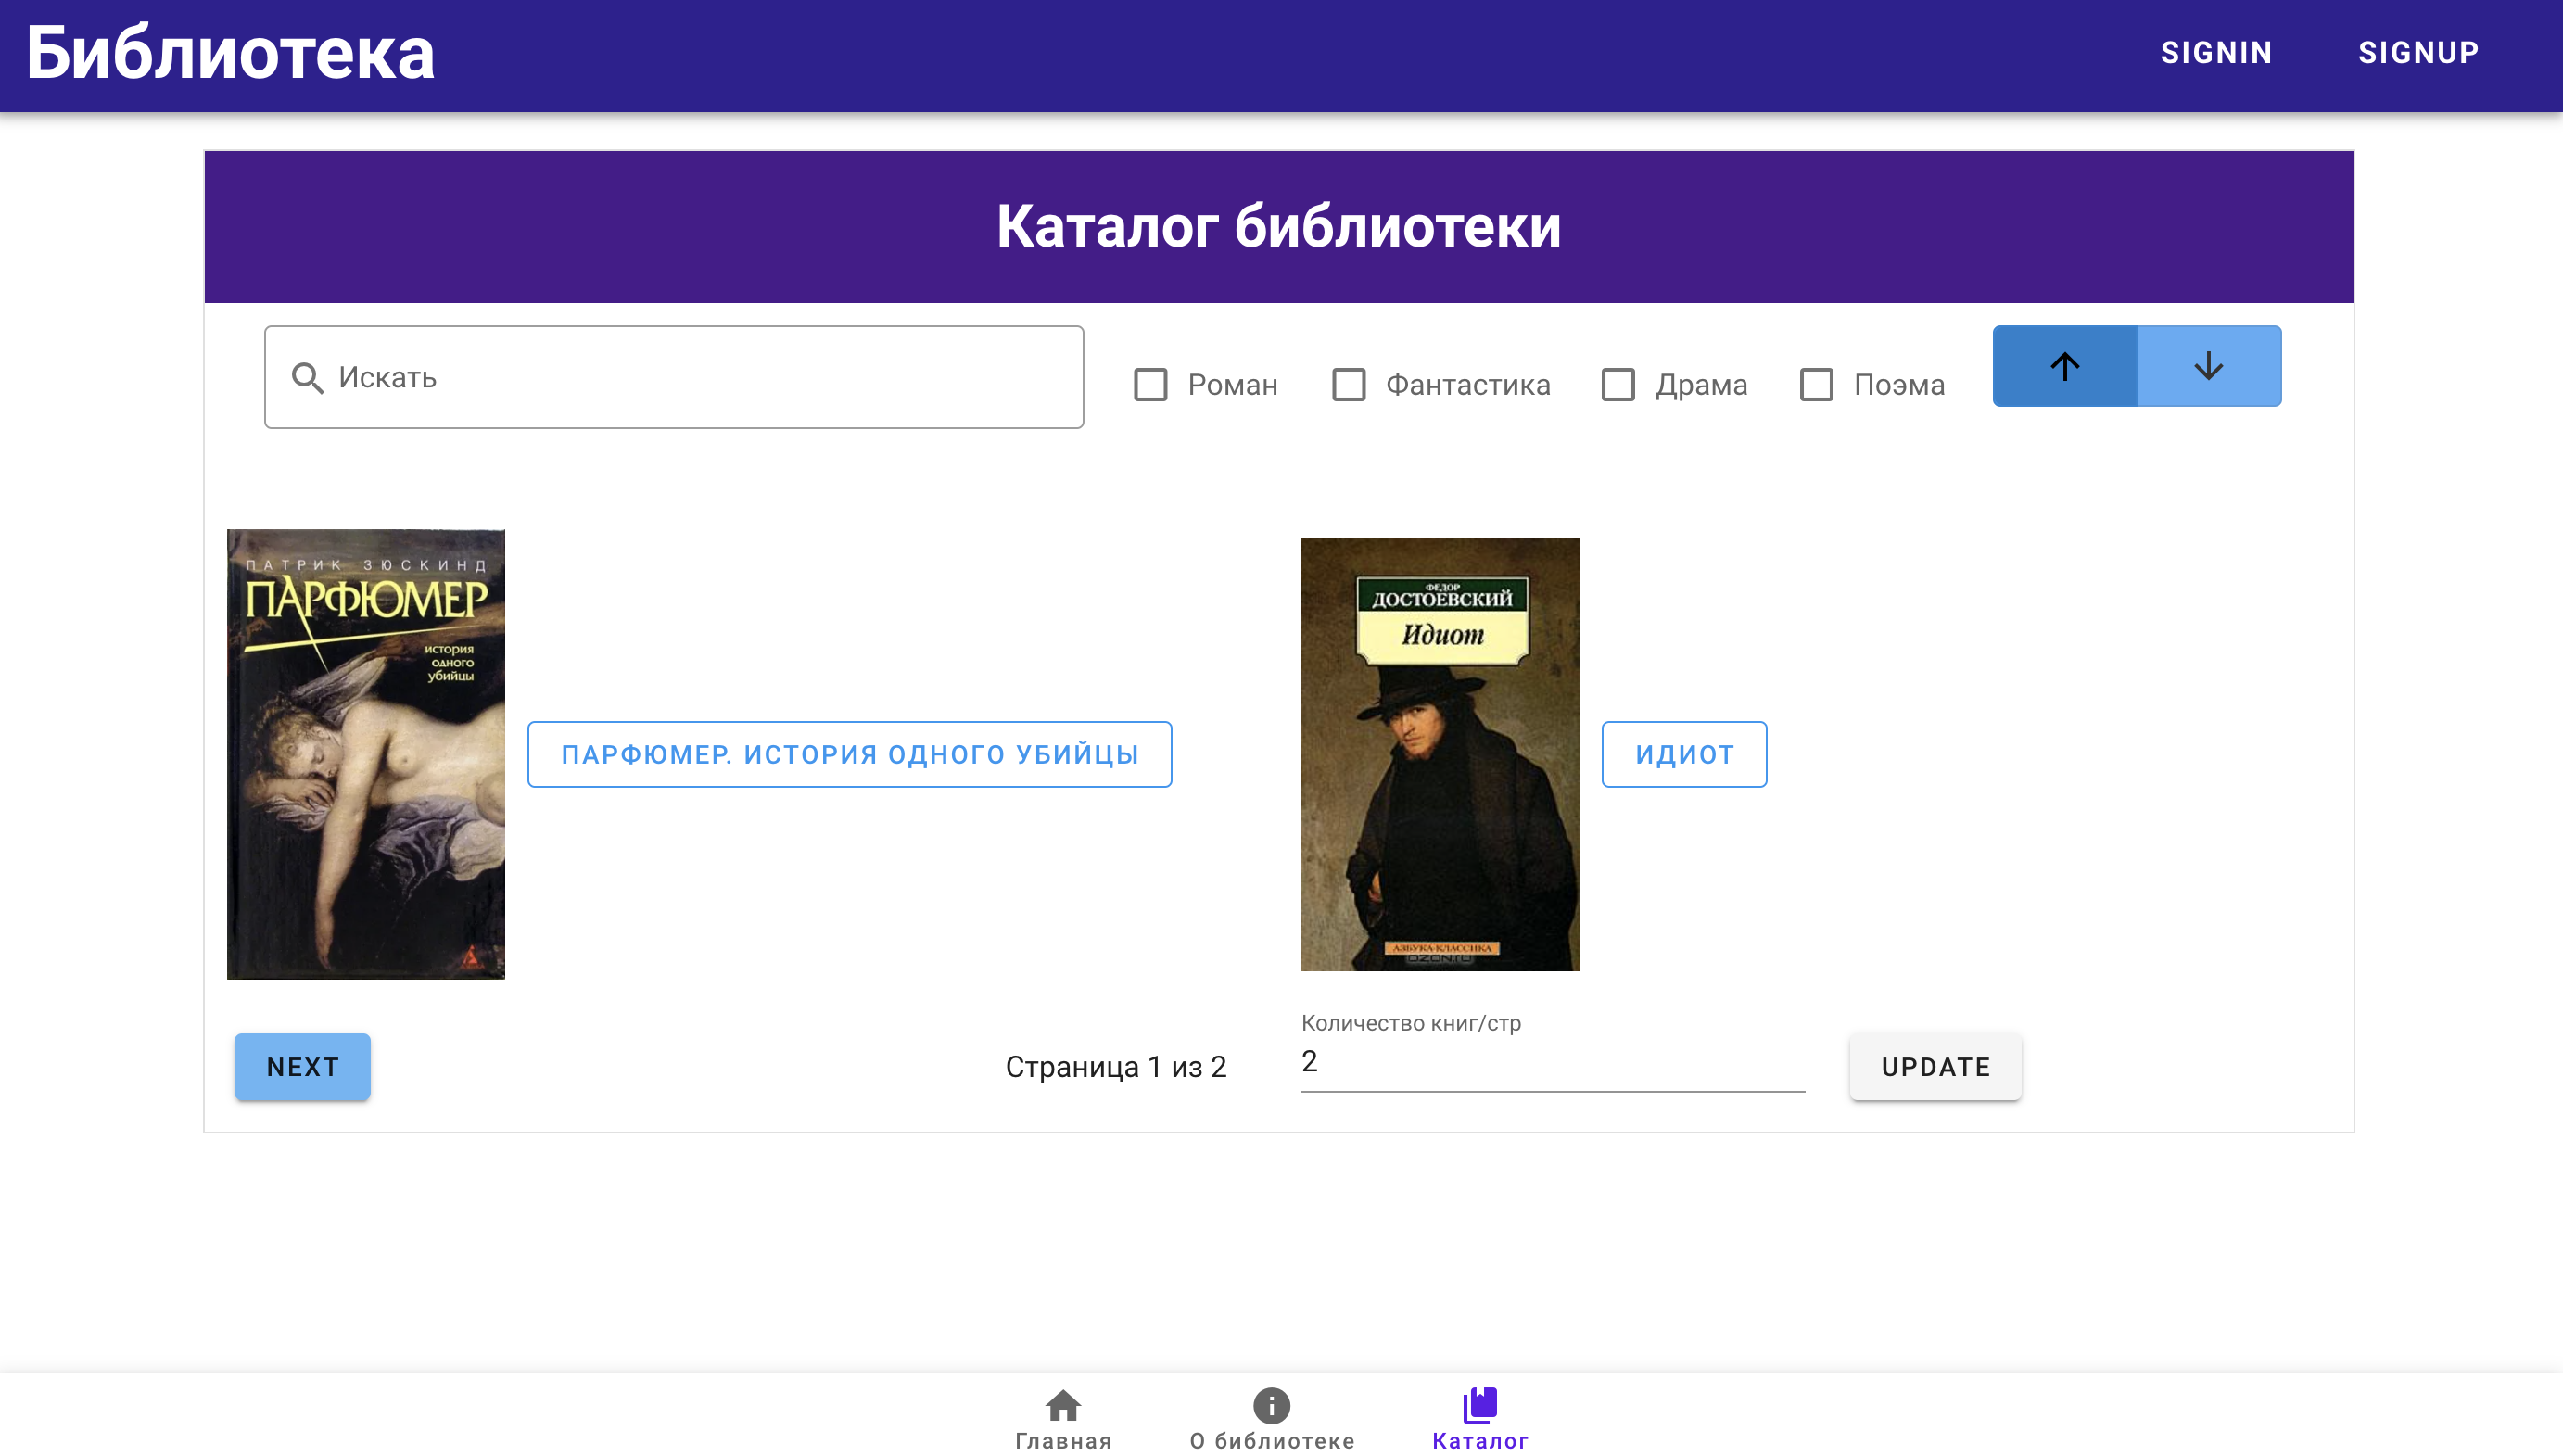 Библиотека
SIGNIN
SIGNUP
Каталог библиотеки
Искать
Роман
Фантастика
Драма
Поэма
ПАТРИК ЗЮСКИНД
ПАРФЮМЕР
история
одного
убийцы
ПАРФЮМЕР. ИСТОРИЯ ОДНОГО УБИЙЦЫ
ФЕДОР
ДОСТОЕВСКИЙ
Идиот
АЗБУКА-КЛАССИКА
ozon.ru
ИДИОТ
NEXT
Страница 1 из 2
Количество книг/стр
2
UPDATE
Главная
О библиотеке
Каталог